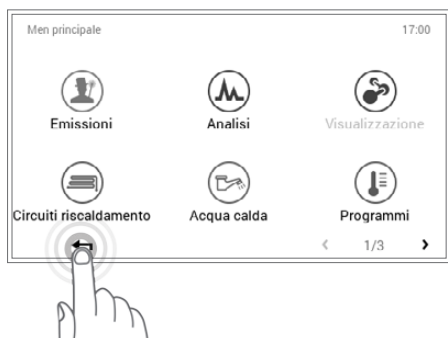 Men principale 17:00
Emissioni Analisi Visualizzazione
Circuiti riscaldamento Acqua calda Programmi
1/3